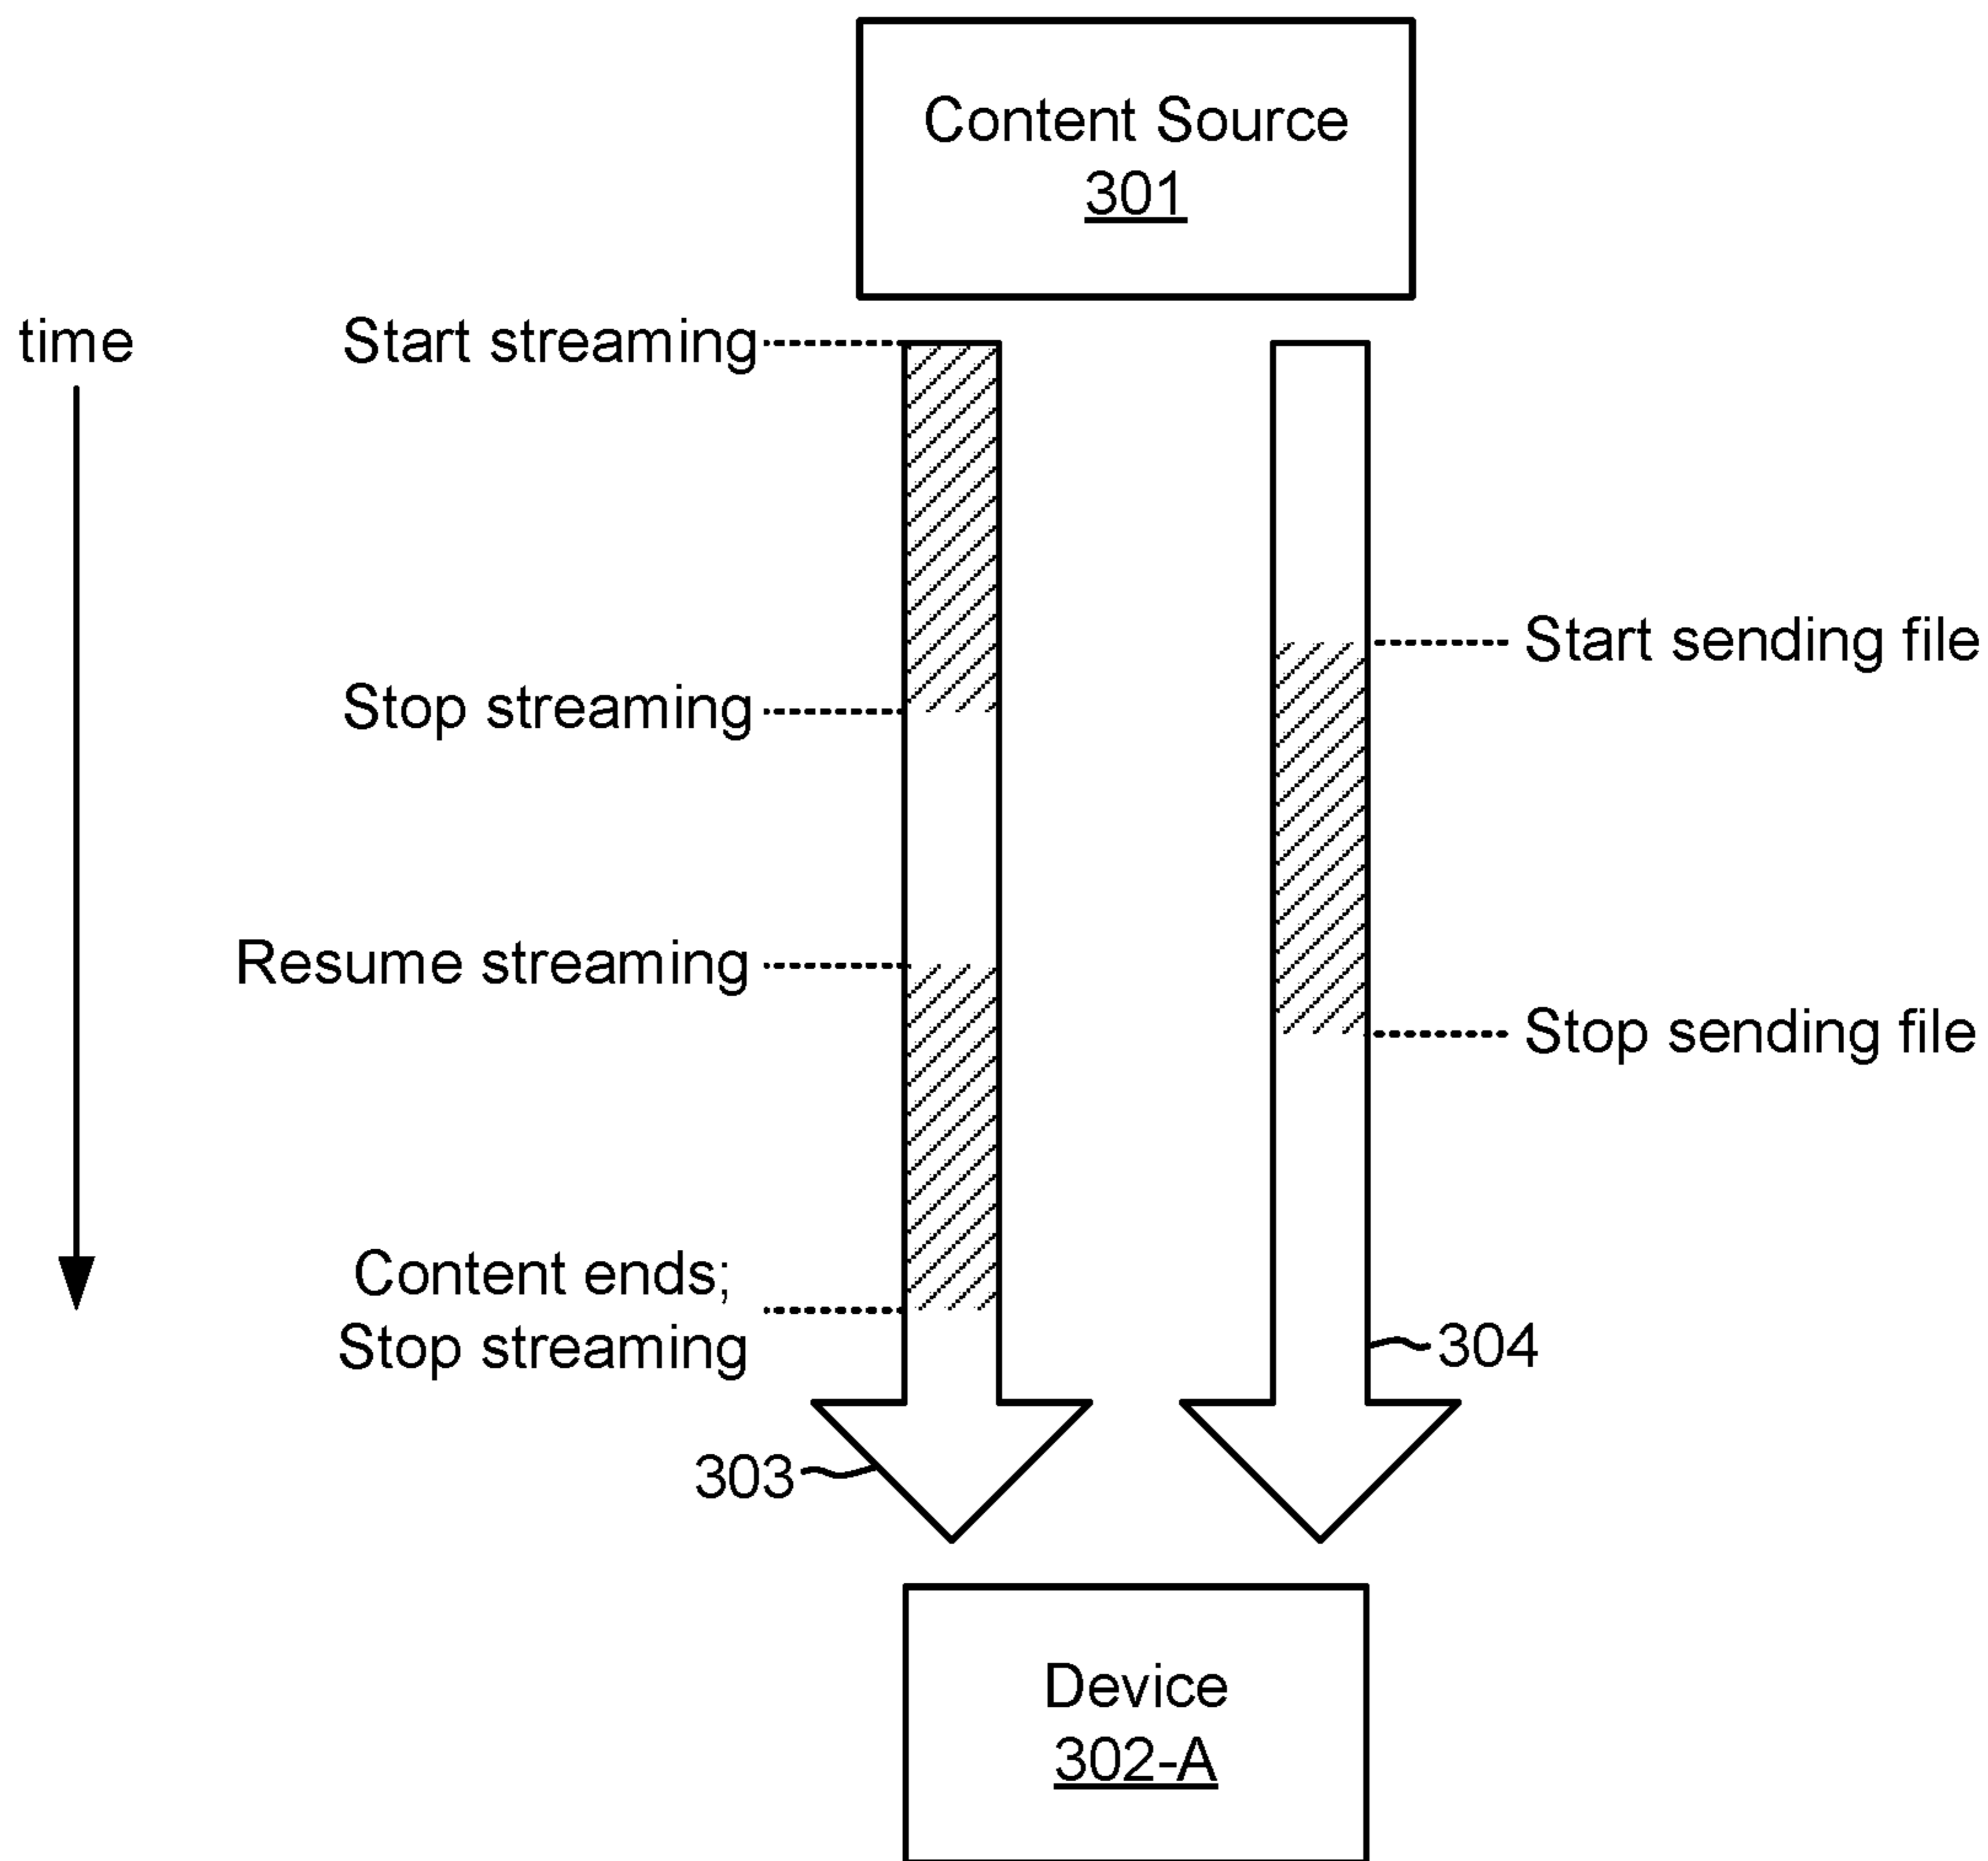 Content Source
301
time
Start streaming
Start sending file
Stop streaming
Resume streaming
Stop sending file
Content ends;
Stop streaming
304
303
Device
302-A